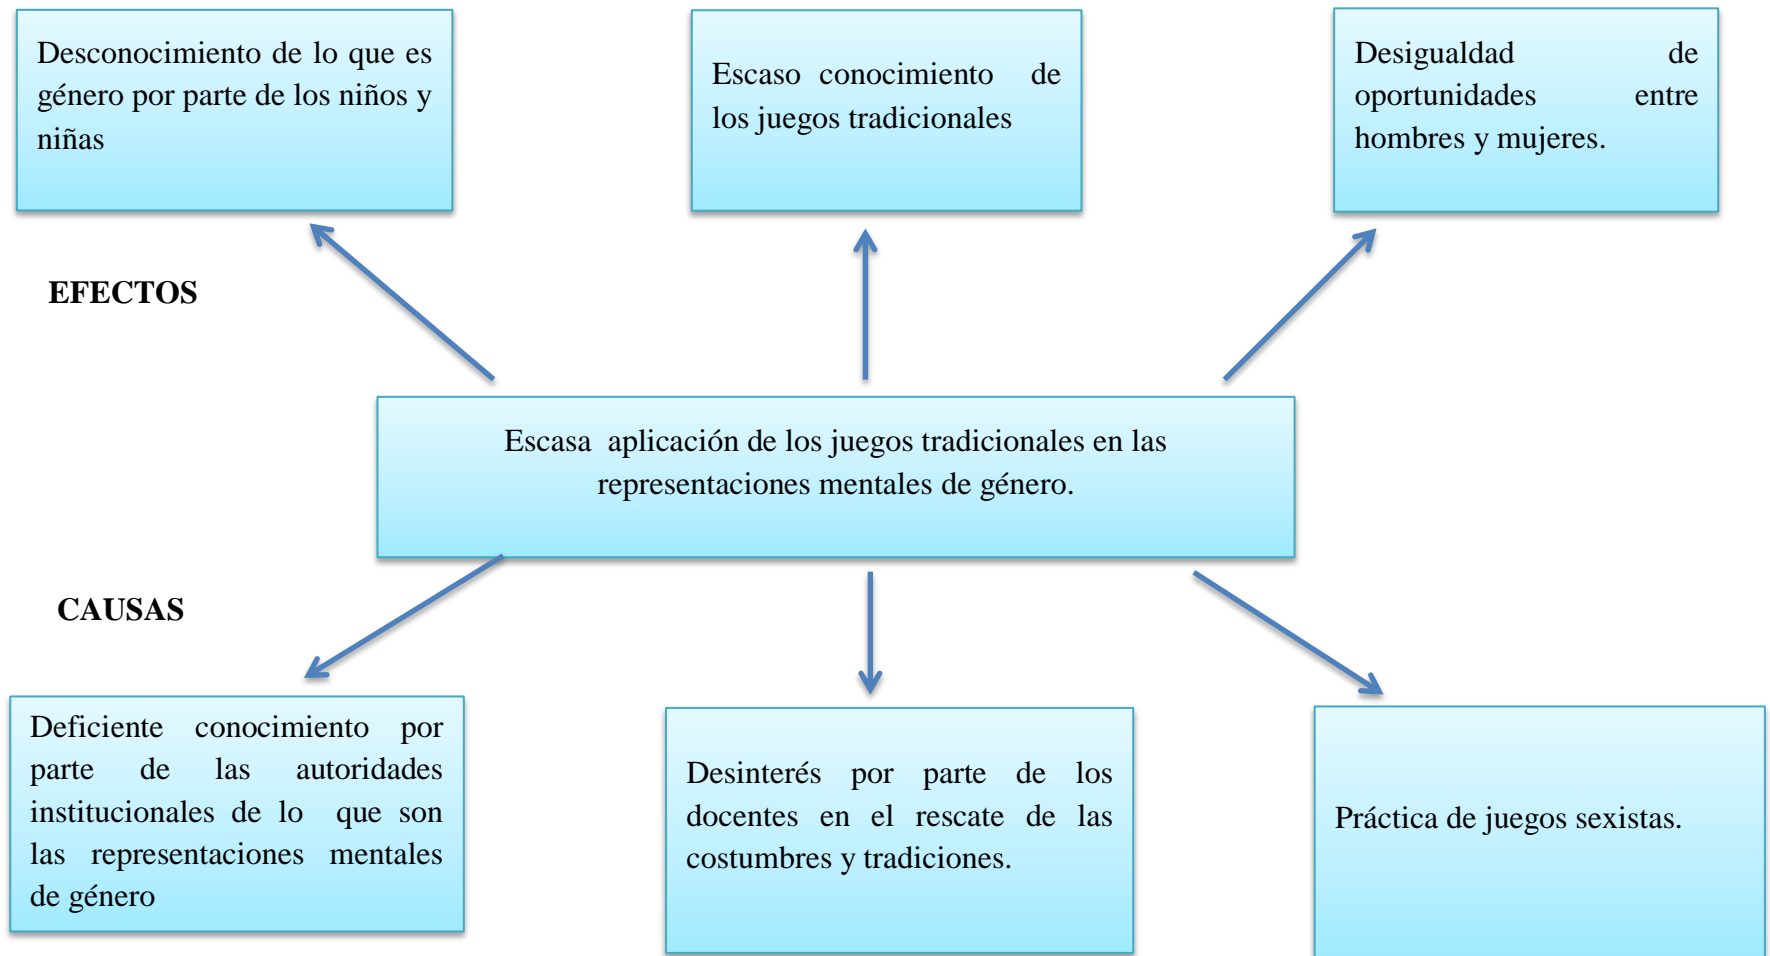 Desconocimiento de lo que es
género por parte de los niños y
niñas
Escaso conocimiento de
los juegos tradicionales
Desigualdad de
oportunidades entre
hombres y mujeres.
EFECTOS
Escasa aplicación de los juegos tradicionales en las
representaciones mentales de género.
CAUSAS
Deficiente conocimiento por
parte de las autoridades
institucionales de lo que son
las representaciones mentales
de género
Desinterés por parte de los
docentes en el rescate de las
costumbres y tradiciones.
Práctica de juegos sexistas.